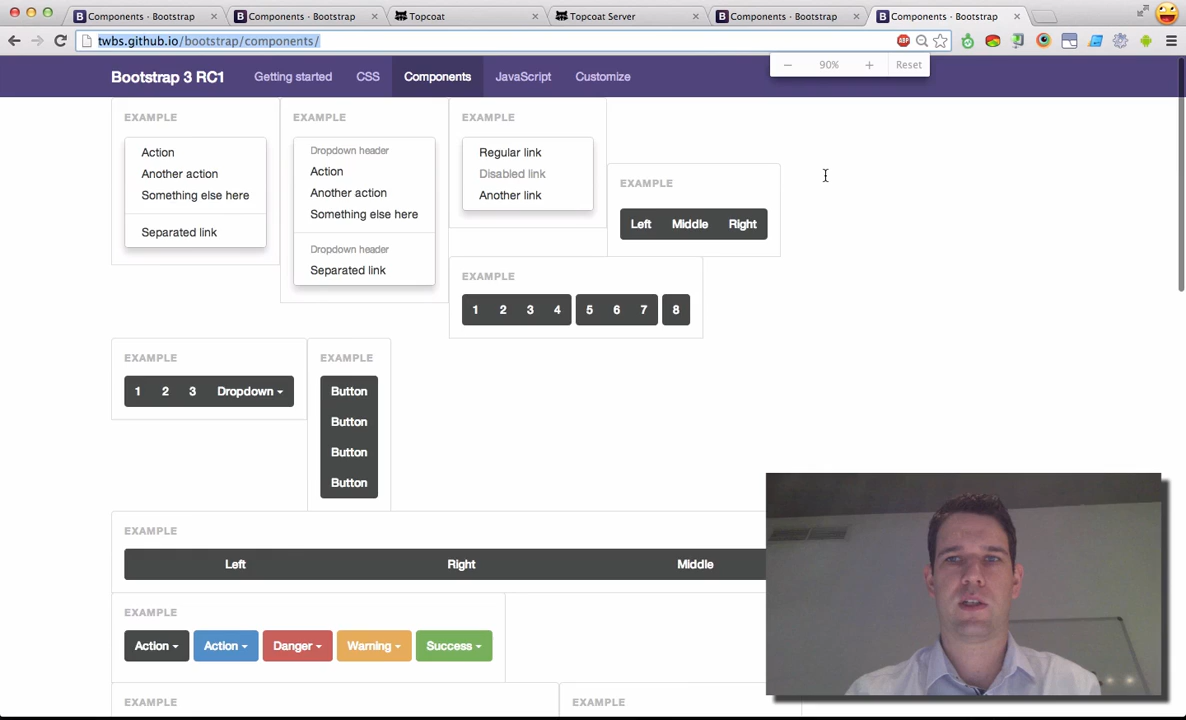 Components · Bootstrap
Components · Bootstrap
Topcoat
Topcoat Server
Components · Bootstrap
Components · Bootstrap
twbs.github.io/bootstrap/components/
ABP
Bootstrap 3 RC1
Getting started
CSS
Components
JavaScript
Customize
90%
Reset
EXAMPLE
Action
Another action
Something else here
Separated link
EXAMPLE
Dropdown header
Action
Another action
Something else here
Dropdown header
Separated link
EXAMPLE
Regular link
Disabled link
Another link
EXAMPLE
Left Middle Right
EXAMPLE
1 2 3 4 5 6 7 8
EXAMPLE
1 2 3 Dropdown
EXAMPLE
Button
Button
Button
Button
EXAMPLE
Left Right Middle
EXAMPLE
Action Action Danger Warning Success
EXAMPLE
EXAMPLE